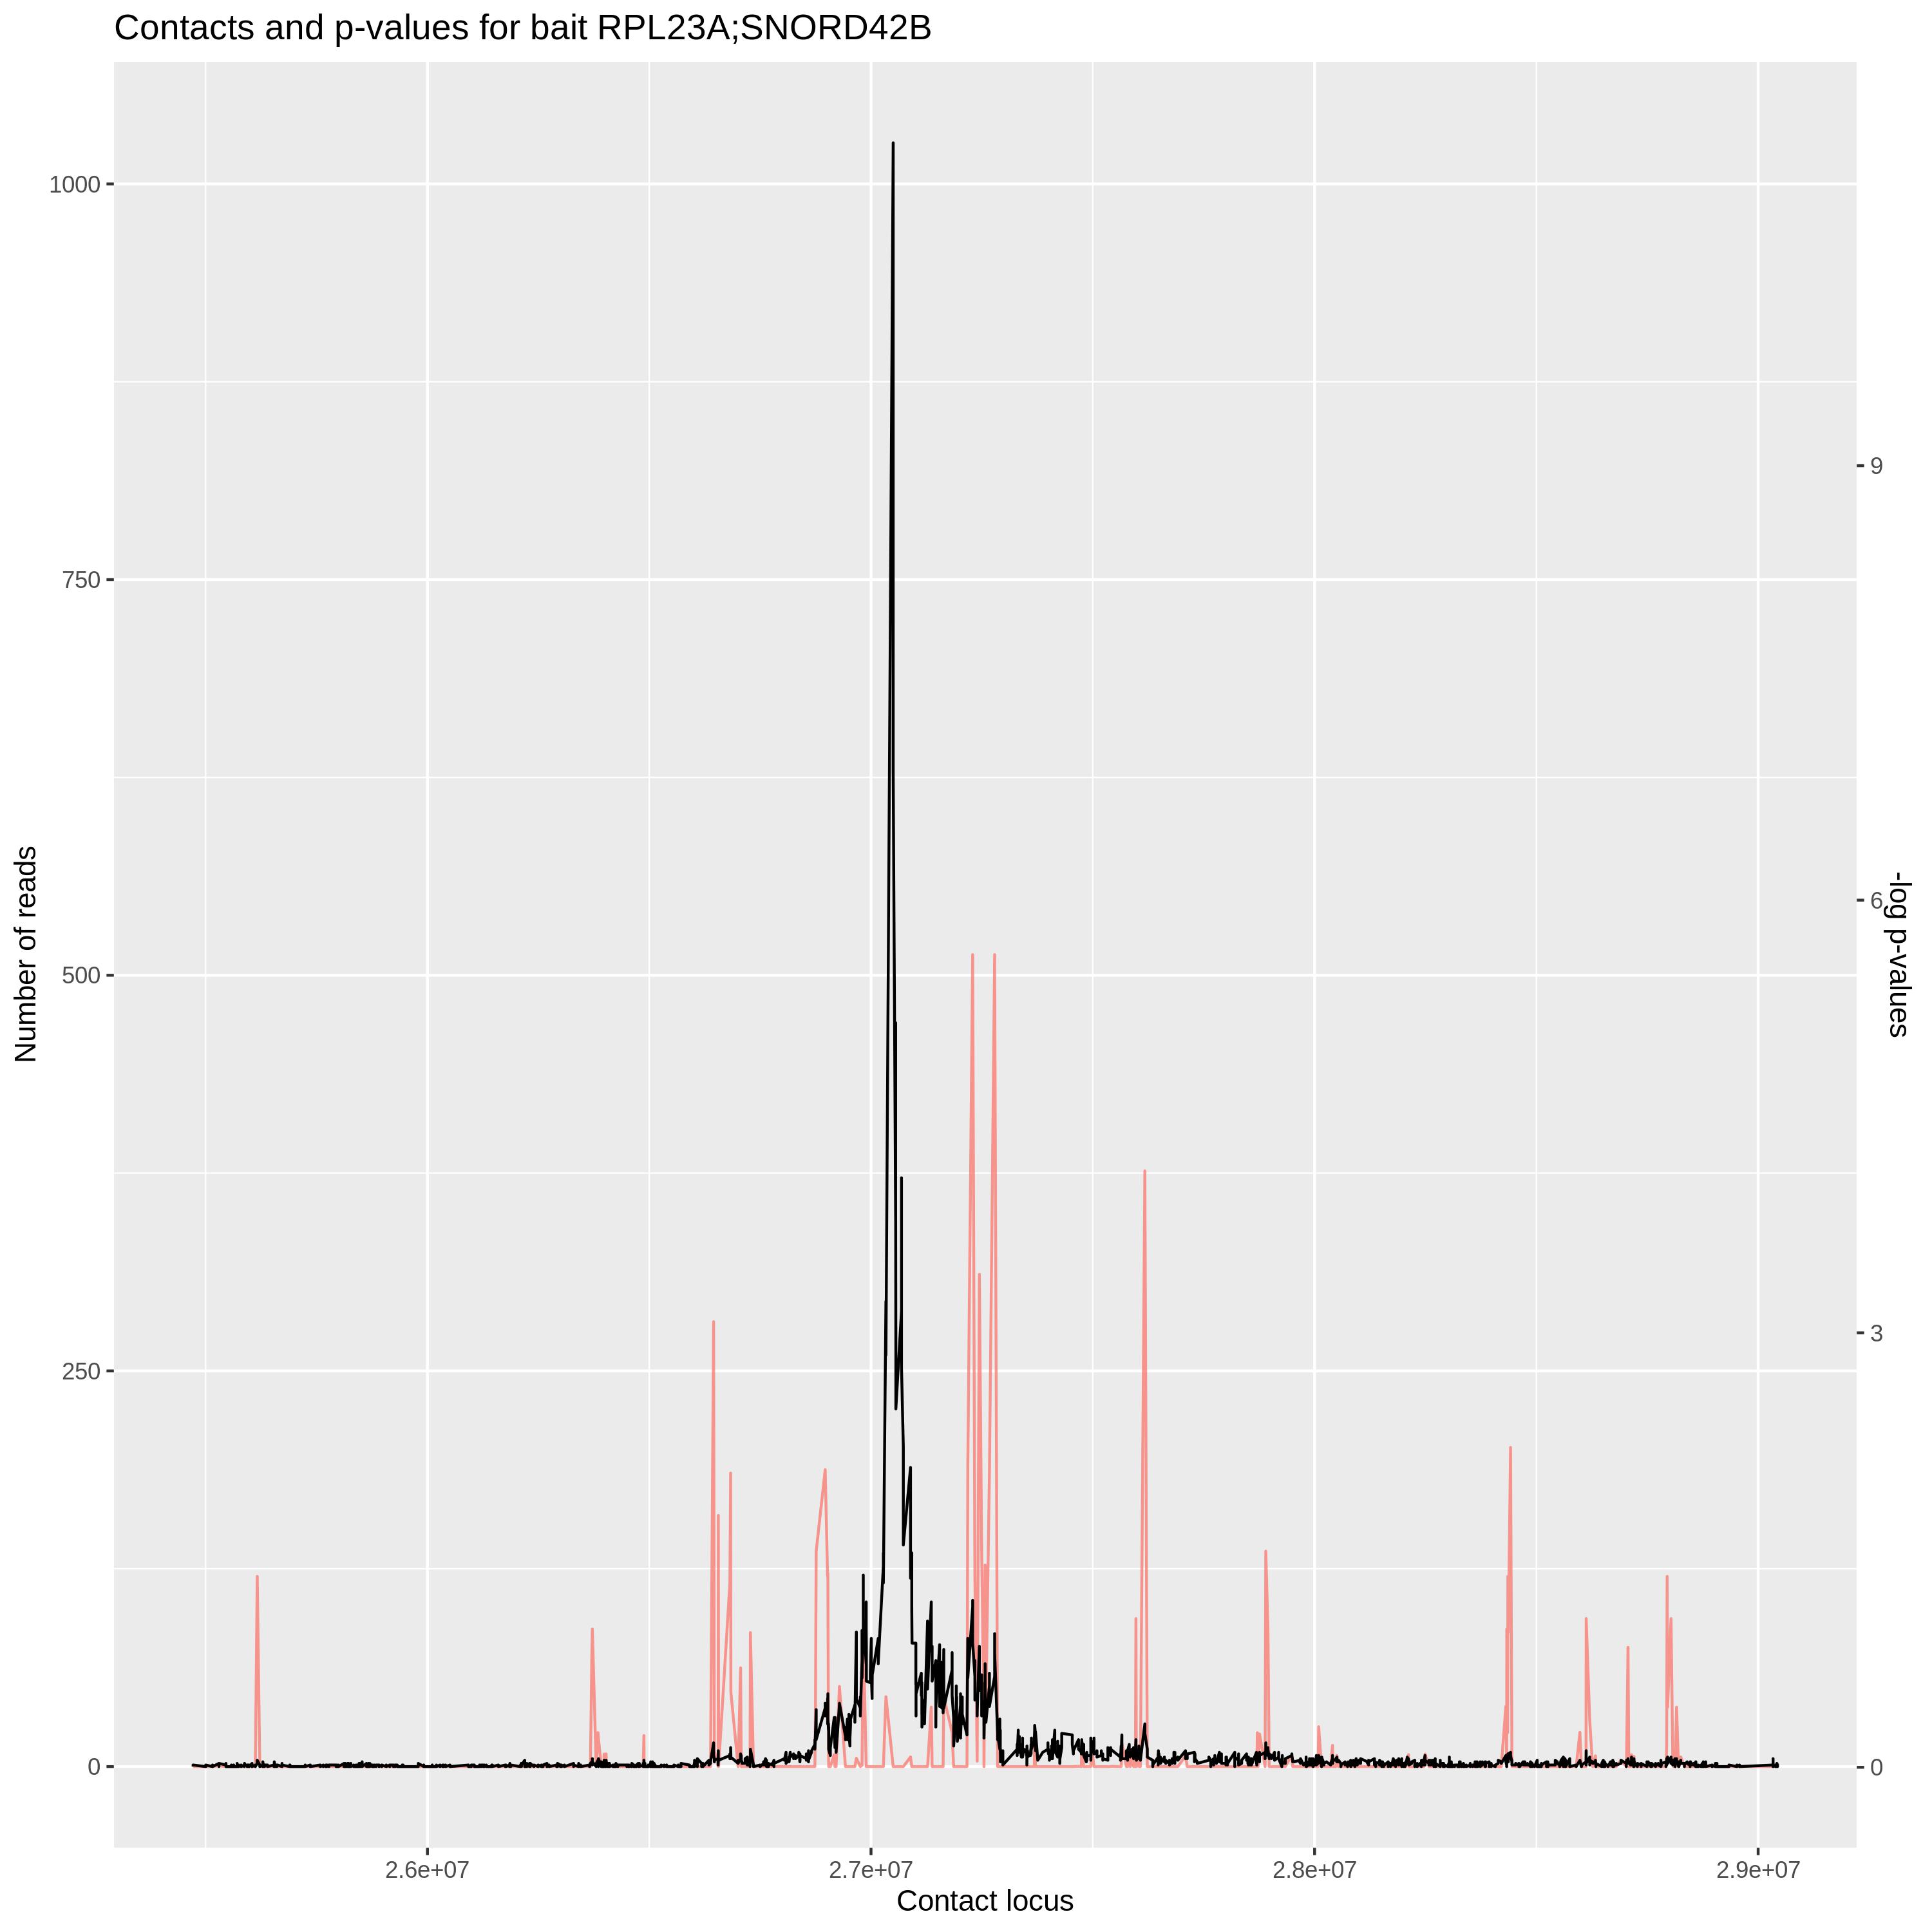 Contacts and p-values for bait RPL23A;SNORD42B
1000
750
500
250
0
Number of reads
9
6
3
0
-log p-values
2.6e+07 2.7e+07 2.8e+07 2.9e+07
Contact locus